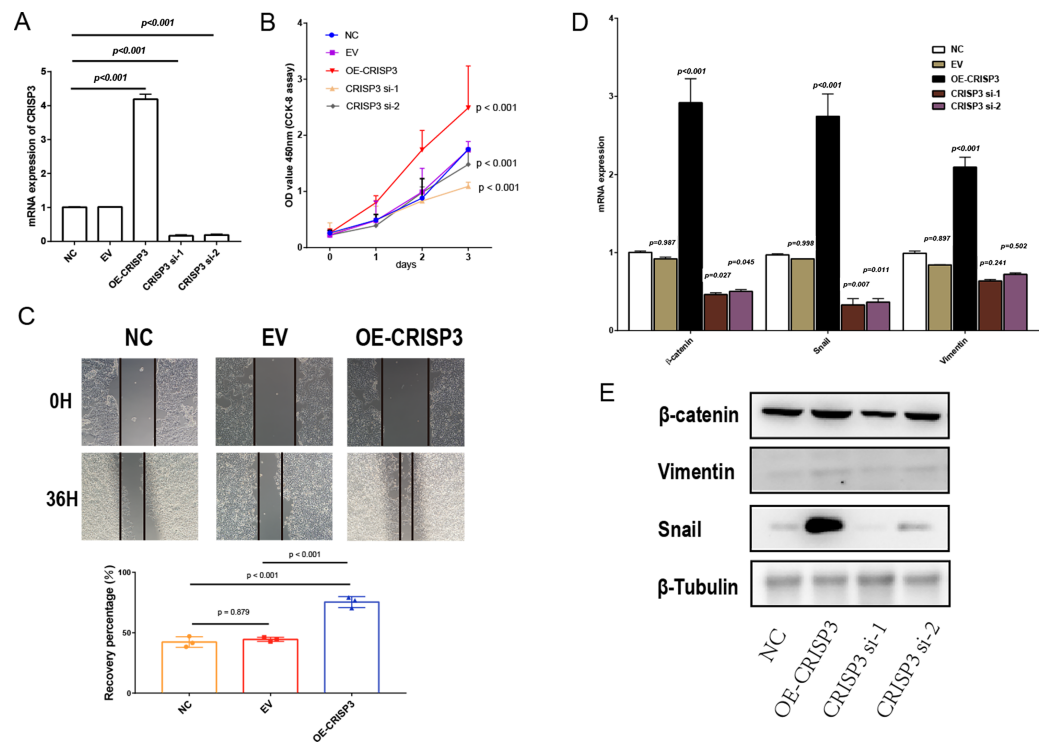 A
p<0.001
p<0.001
p<0.001
mRNA expression of CRISP3
5
4
3
2
1
0
NC
EV
OE-CRISP3
CRISP3 si-1
CRISP3 si-2
B
NC
EV
OE-CRISP3
CRISP3 si-1
CRISP3 si-2
OD value 450nm (CCK-8 assay)
4
3
2
1
0
p < 0.001
p < 0.001
p < 0.001
0
1
2
3
days
C
NC
EV
OE-CRISP3
0H
36H
Recovery percentage (%)
100
50
0
p < 0.001
p < 0.001
p = 0.879
NC
EV
OE-CRISP3
D
NC
EV
OE-CRISP3
CRISP3 si-1
CRISP3 si-2
mRNA expression
4
3
2
1
0
p=0.987
p<0.001
p=0.027
p=0.045
p=0.998
p<0.001
p=0.007
p=0.011
p=0.897
p<0.001
p=0.241
p=0.502
β-catenin
Snail
Vimentin
E
β-catenin
Vimentin
Snail
β-Tubulin
NC
OE-CRISP3
CRISP3 si-1
CRISP3 si-2